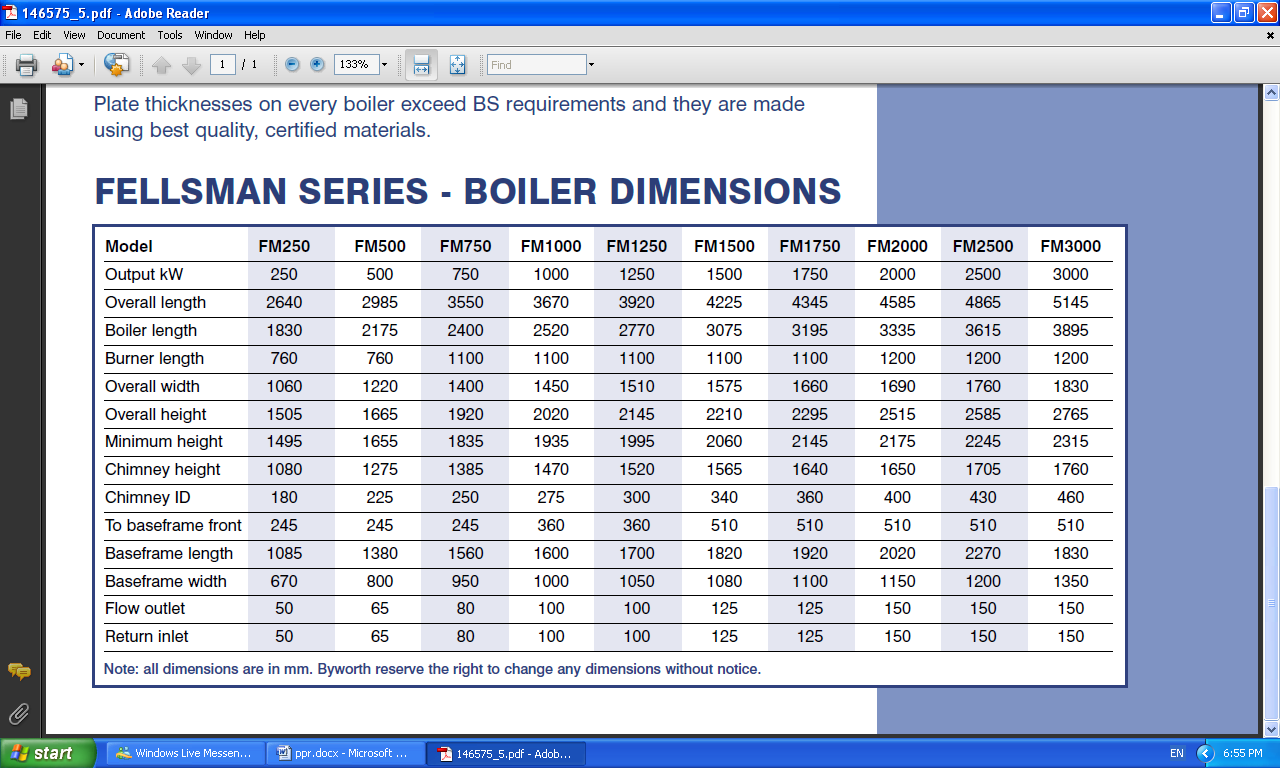 146575_5.pdf - Adobe Reader
File Edit View Document Tools Window Help
1 / 1 133% Find
Plate thicknesses on every boiler exceed BS requirements and they are made
using best quality, certified materials.
FELLSMAN SERIES - BOILER DIMENSIONS
Model FM250 FM500 FM750 FM1000 FM1250 FM1500 FM1750 FM2000 FM2500 FM3000
Output kW 250 500 750 1000 1250 1500 1750 2000 2500 3000
Overall length 2640 2985 3550 3670 3920 4225 4345 4585 4865 5145
Boiler length 1830 2175 2400 2520 2770 3075 3195 3335 3615 3895
Burner length 760 760 1100 1100 1100 1100 1100 1200 1200 1200
Overall width 1060 1220 1400 1450 1510 1575 1660 1690 1760 1830
Overall height 1505 1665 1920 2020 2145 2210 2295 2515 2585 2765
Minimum height 1495 1655 1835 1935 1995 2060 2145 2175 2245 2315
Chimney height 1080 1275 1385 1470 1520 1565 1640 1650 1705 1760
Chimney ID 180 225 250 275 300 340 360 400 430 460
To baseframe front 245 245 245 360 360 510 510 510 510 510
Baseframe length 1085 1380 1560 1600 1700 1820 1920 2020 2270 1830
Baseframe width 670 800 950 1000 1050 1080 1100 1150 1200 1350
Flow outlet 50 65 80 100 100 125 125 150 150 150
Return inlet 50 65 80 100 100 125 125 150 150 150
Note: all dimensions are in mm. Byworth reserve the right to change any dimensions without notice.
start Windows Live Messen... ppr.docx - Microsoft ... 146575_5.pdf - Adob... EN 6:55 PM